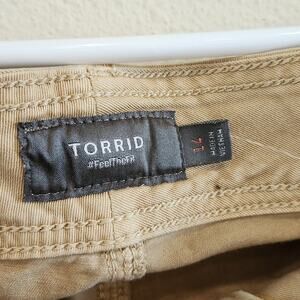 TORRID
#FeelTheFit
14
MADE IN
VIETNAM